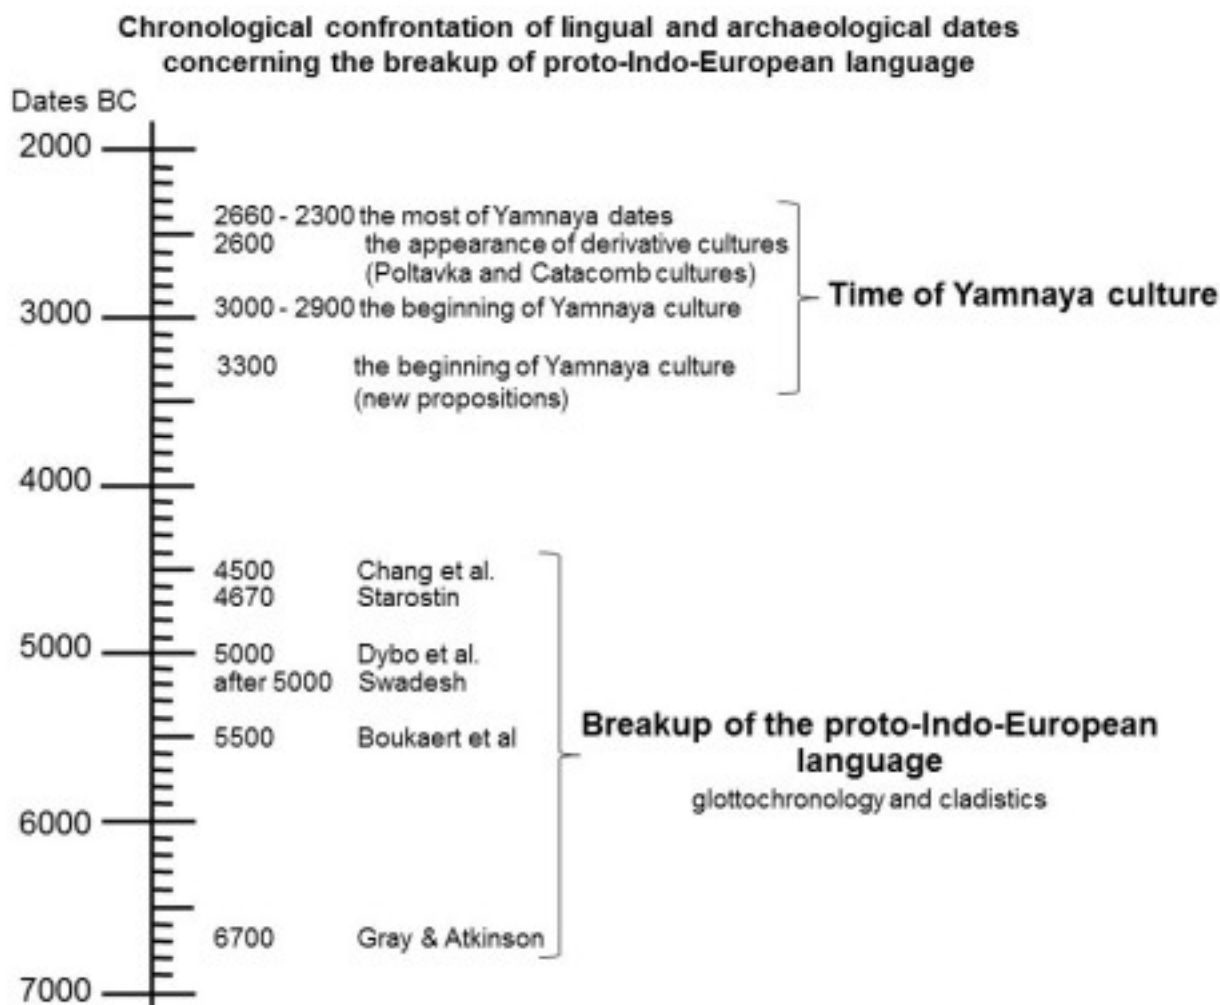 Chronological confrontation of lingual and archaeological dates
concerning the breakup of proto-Indo-European language
Dates BC
2000
2660 - 2300 the most of Yamnaya dates
2600 the appearance of derivative cultures
(Poltavka and Catacomb cultures)
Time of Yamnaya culture
3000
3000 - 2900 the beginning of Yamnaya culture
3300 the beginning of Yamnaya culture
(new propositions)
4000
4500 Chang et al.
4670 Starostin
5000
5000 Dybo et al.
after 5000 Swadesh
5500 Boukaert et al
Breakup of the proto-Indo-European
language
glottochronology and cladistics
6000
6700 Gray & Atkinson
7000